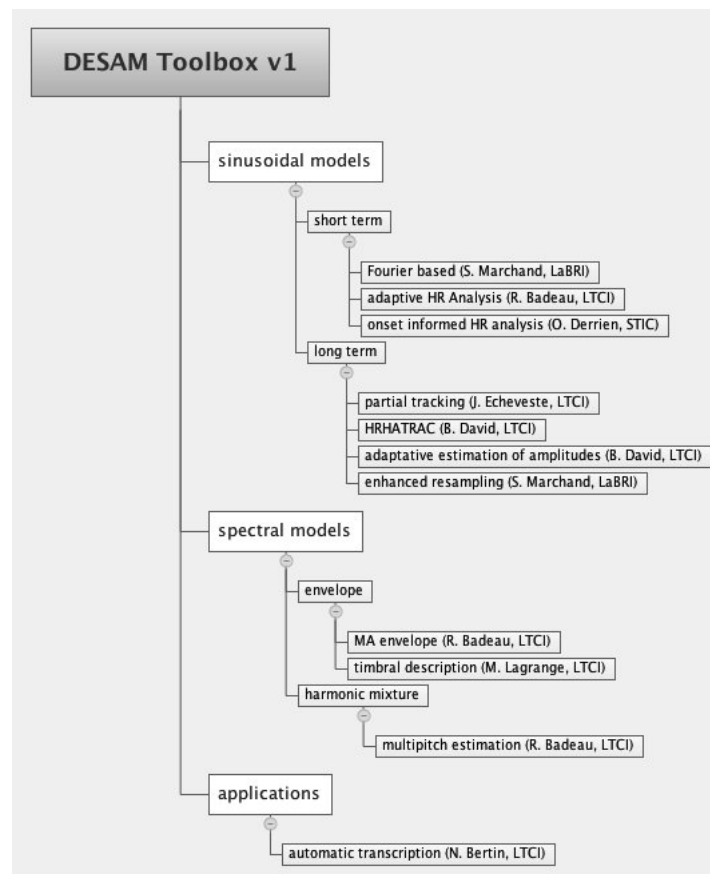 DESAM Toolbox v1
sinusoidal models
short term
Fourier based (S. Marchand, LaBRI)
adaptive HR Analysis (R. Badeau, LTCI)
onset informed HR analysis (O. Derrien, STIC)
long term
partial tracking (J. Echeveste, LTCI)
HRHATRAC (B. David, LTCI)
adaptative estimation of amplitudes (B. David, LTCI)
enhanced resampling (S. Marchand, LaBRI)
spectral models
envelope
MA envelope (R. Badeau, LTCI)
timbral description (M. Lagrange, LTCI)
harmonic mixture
multipitch estimation (R. Badeau, LTCI)
applications
automatic transcription (N. Bertin, LTCI)